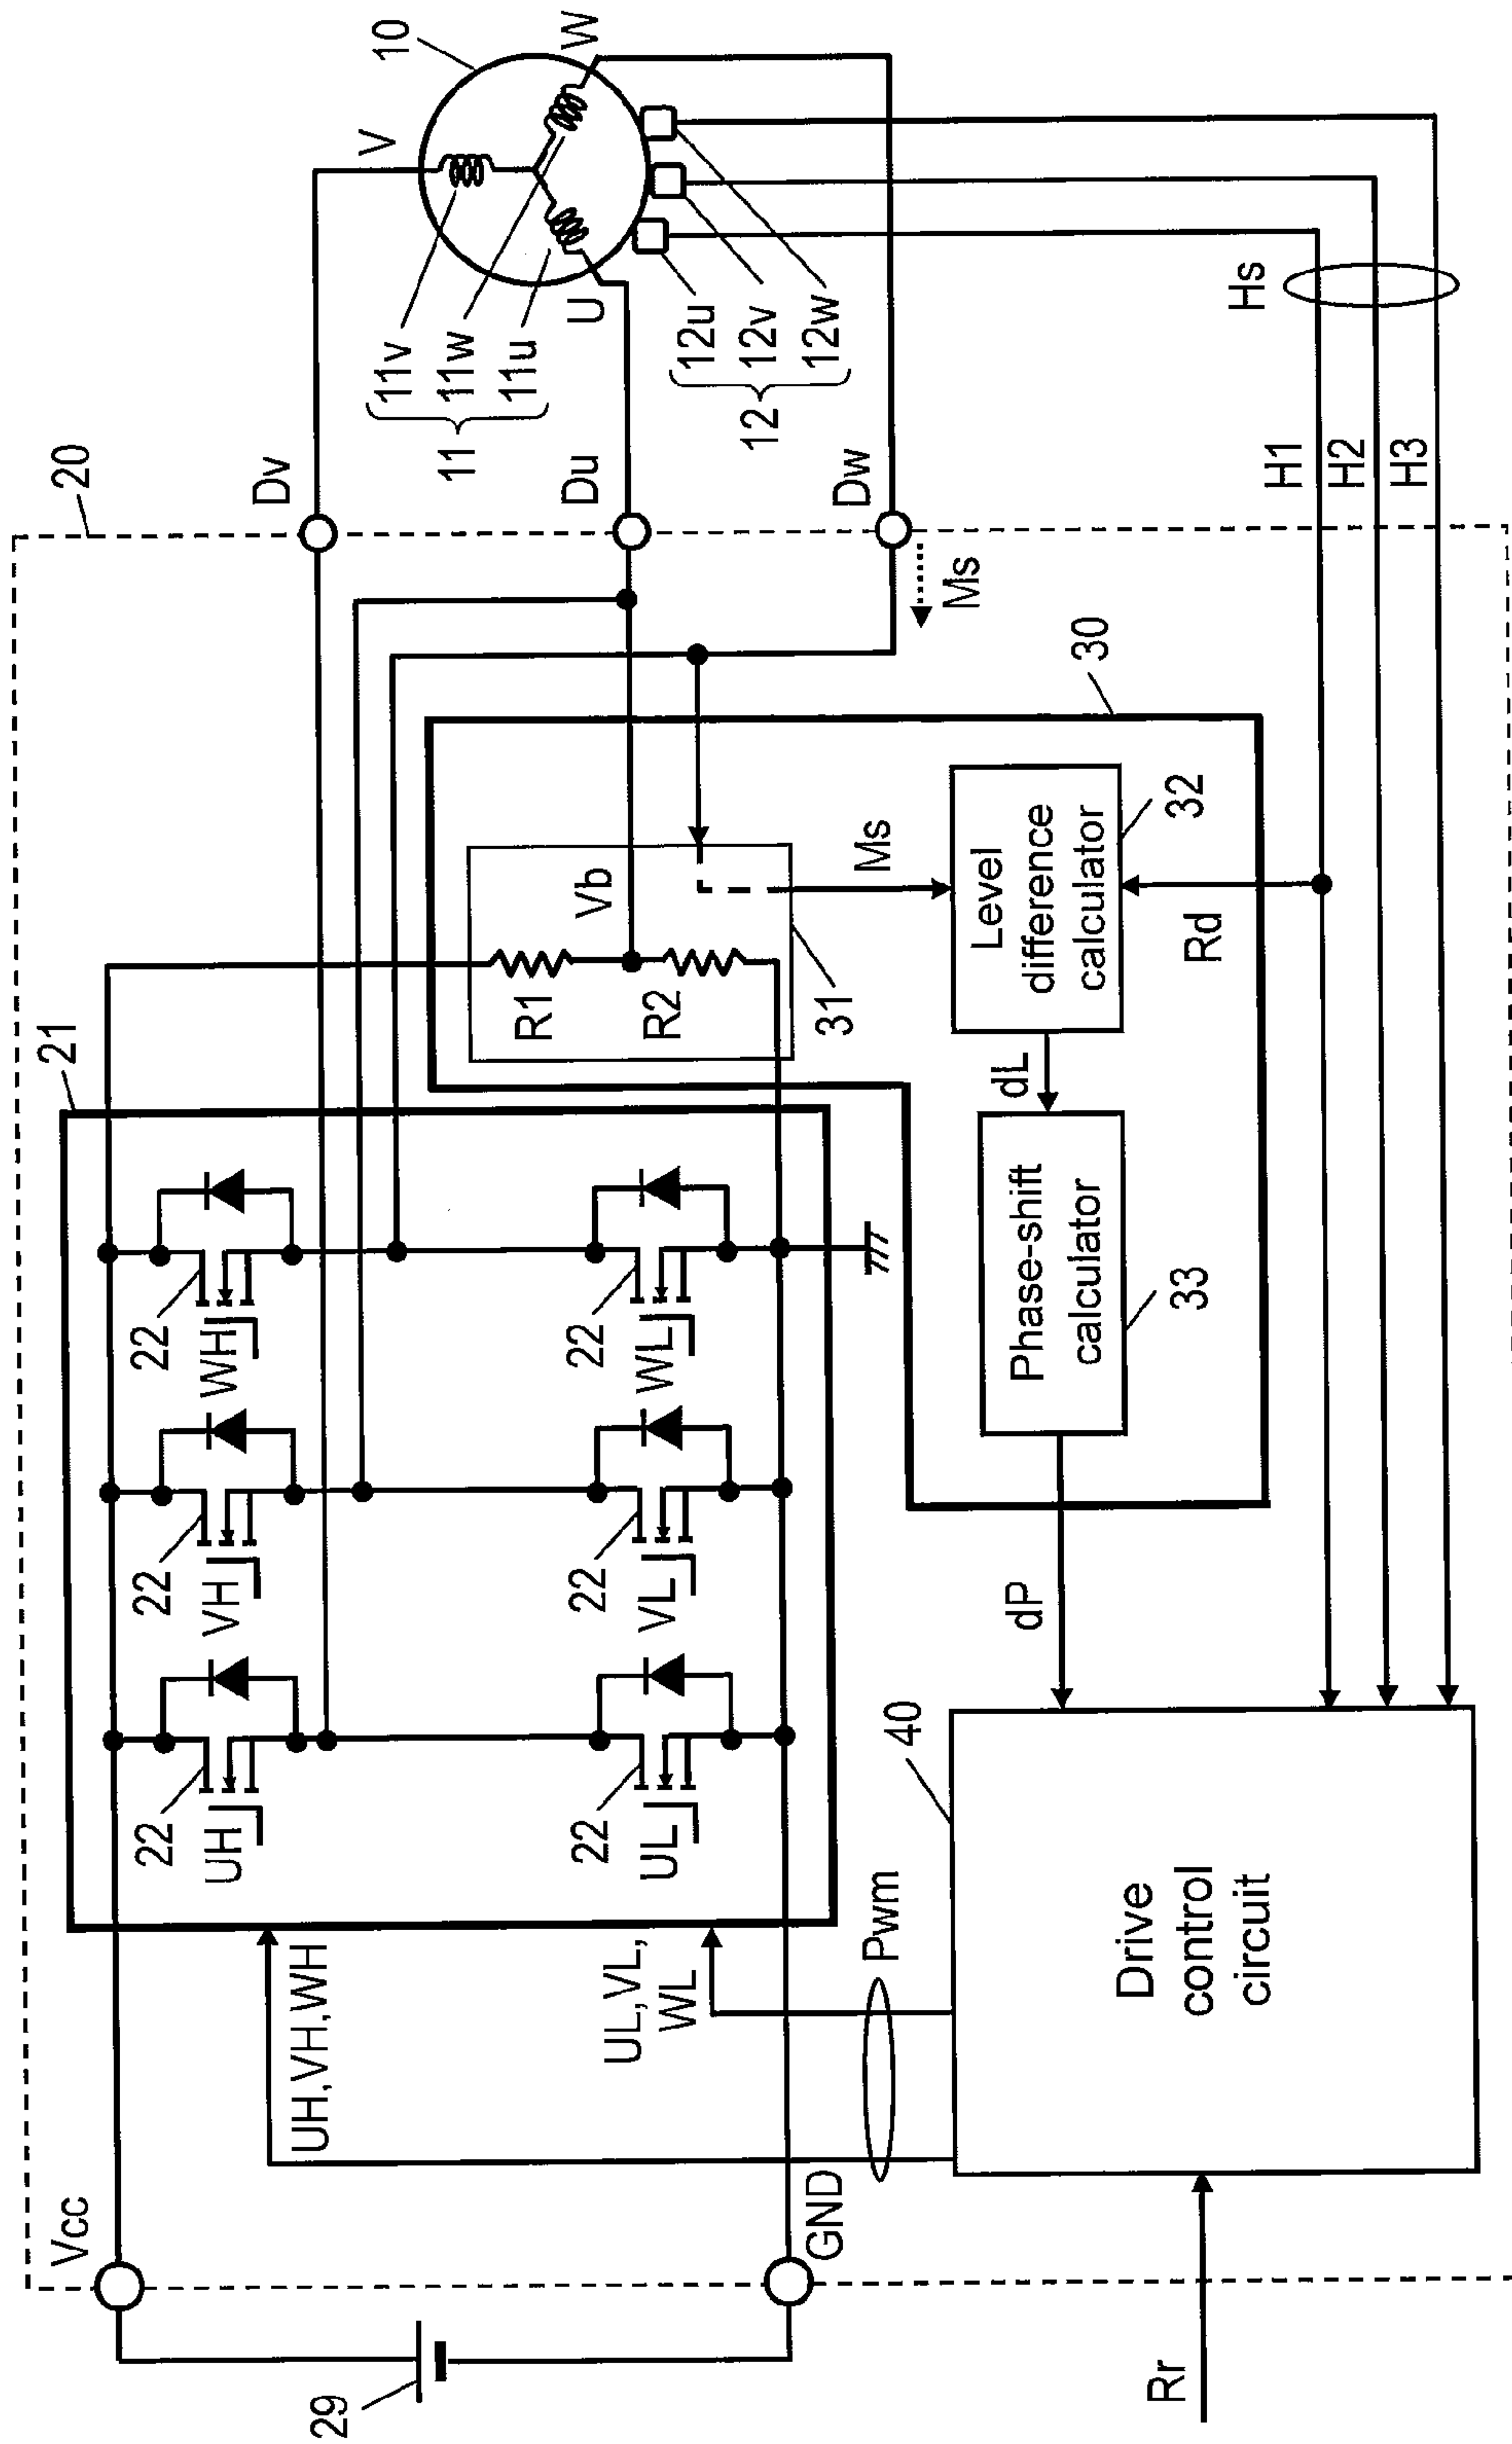 20
21
Vcc
29
GND
22
UH
22
VH
22
WH
22
UL
22
VL
22
WL
UH,VH,WH
UL,VL,
WL
Pwm
R1
R2
Vb
31
Ms
Dv
Du
Dw
Ms
V
10
W
U
11v
11w
11u
11
12u
12v
12w
12
Hs
H1
H2
H3
30
Level
difference
calculator
32
Rd
dL
Phase-shift
calculator
33
dP
40
Drive
control
circuit
Rr